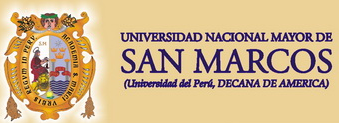 UNIVERSIDAD NACIONAL MAYOR DE
SAN MARCOS
(Universidad del Perú, DECANA DE AMERICA)